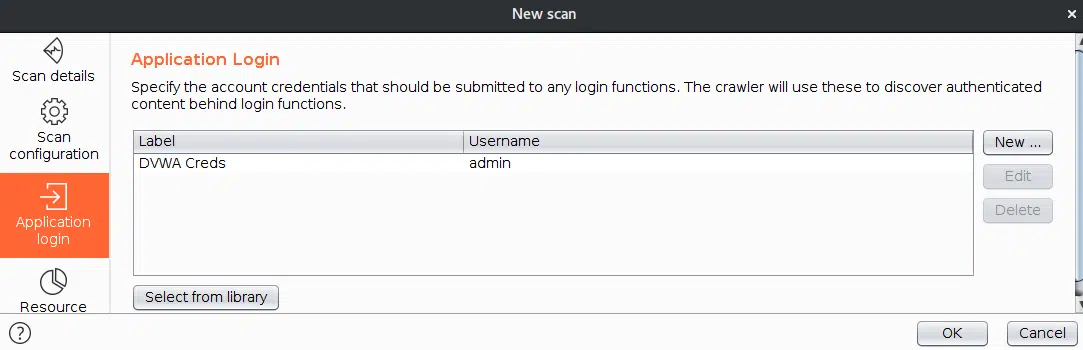 New scan
×
Scan details
Scan
configuration
Application
login
Resource
Application Login
Specify the account credentials that should be submitted to any login functions. The crawler will use these to discover authenticated
content behind login functions.
Label Username
DVWA Creds admin
New ...
Edit
Delete
Select from library
?
OK Cancel